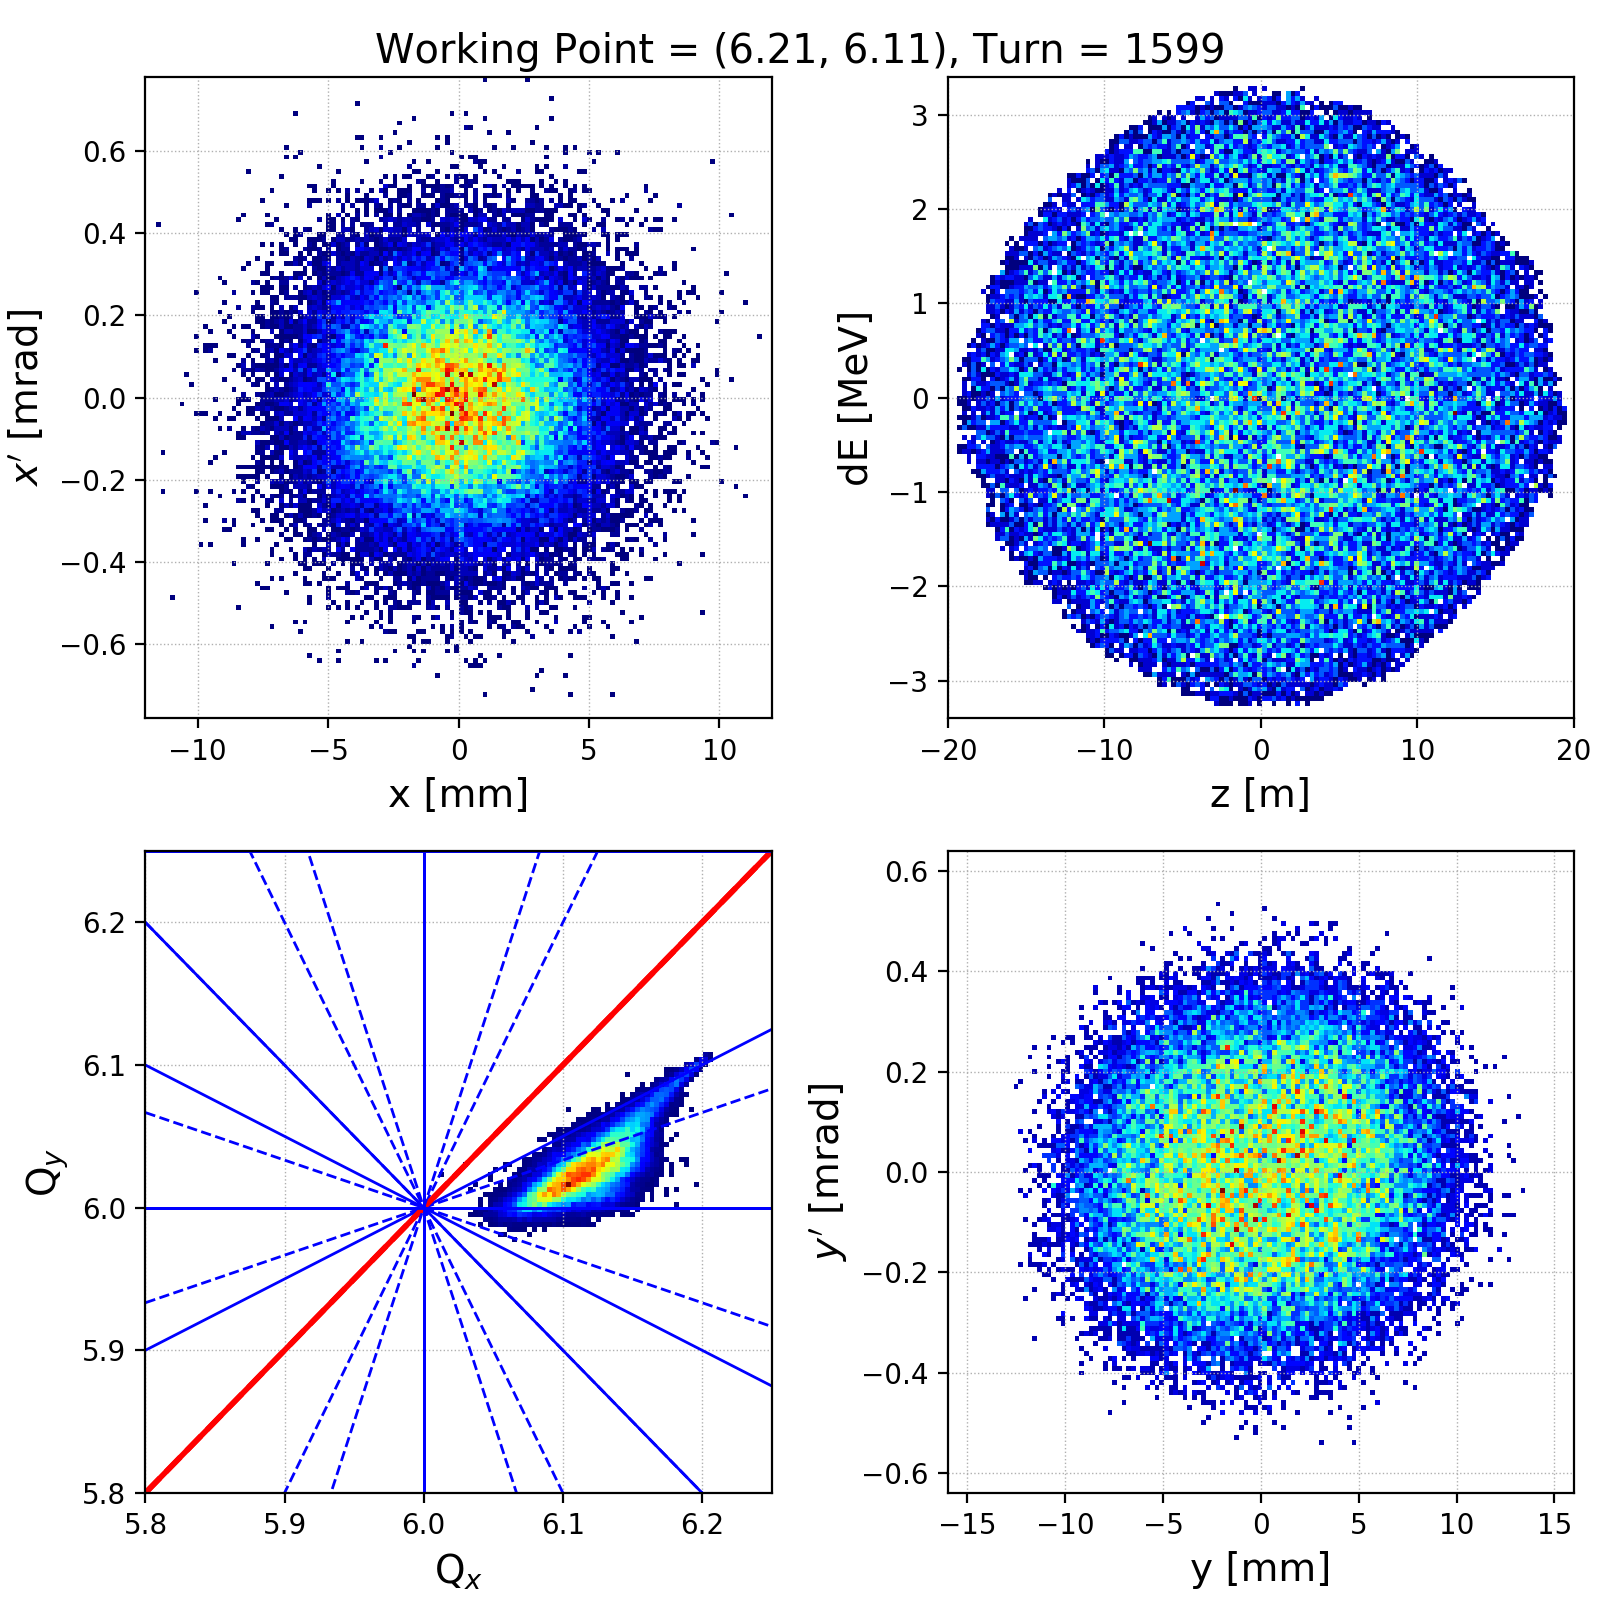 Working Point = (6.21, 6.11), Turn = 1599
0.6
0.4
0.2
0.0
−0.2
−0.4
−0.6
x′ [mrad]
−10 −5 0 5 10
x [mm]
3
2
1
0
−1
−2
−3
dE [MeV]
−20 −10 0 10 20
z [m]
6.2
6.1
6.0
5.9
5.8
Qy
5.8 5.9 6.0 6.1 6.2
Qx
0.6
0.4
0.2
0.0
−0.2
−0.4
−0.6
y′ [mrad]
−15 −10 −5 0 5 10 15
y [mm]